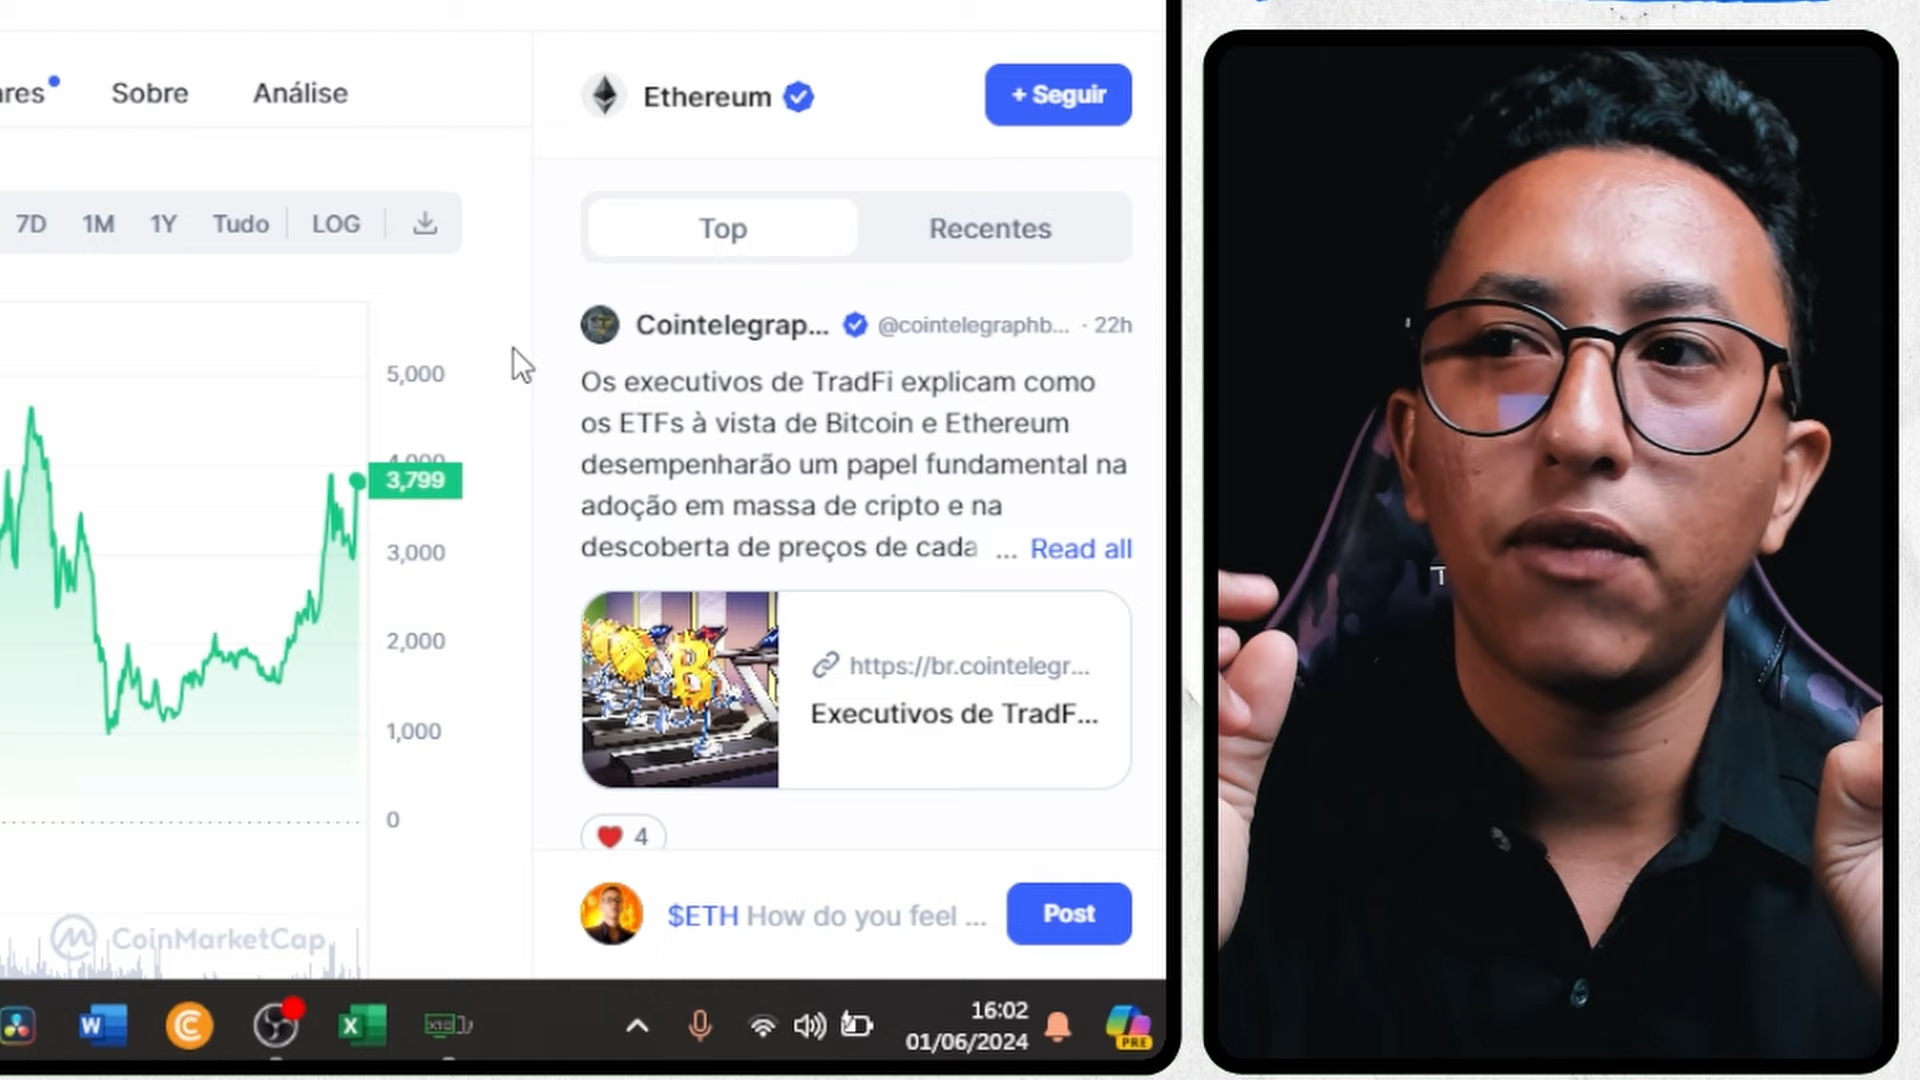 Sobre
Análise
Ethereum
+ Seguir
7D
1M
1Y
Tudo
LOG
Top
Recentes
5,000
3,799
3,000
2,000
1,000
0
CoinMarketCap
Cointelegrap...
@cointelegraphb... · 22h
Os executivos de TradFi explicam como
os ETFs à vista de Bitcoin e Ethereum
desempenharão um papel fundamental na
adoção em massa de cripto e na
descoberta de preços de cada ... Read all
https://br.cointelegr...
Executivos de TradF...
4
$ETH How do you feel ...
Post
16:02
01/06/2024
PRE